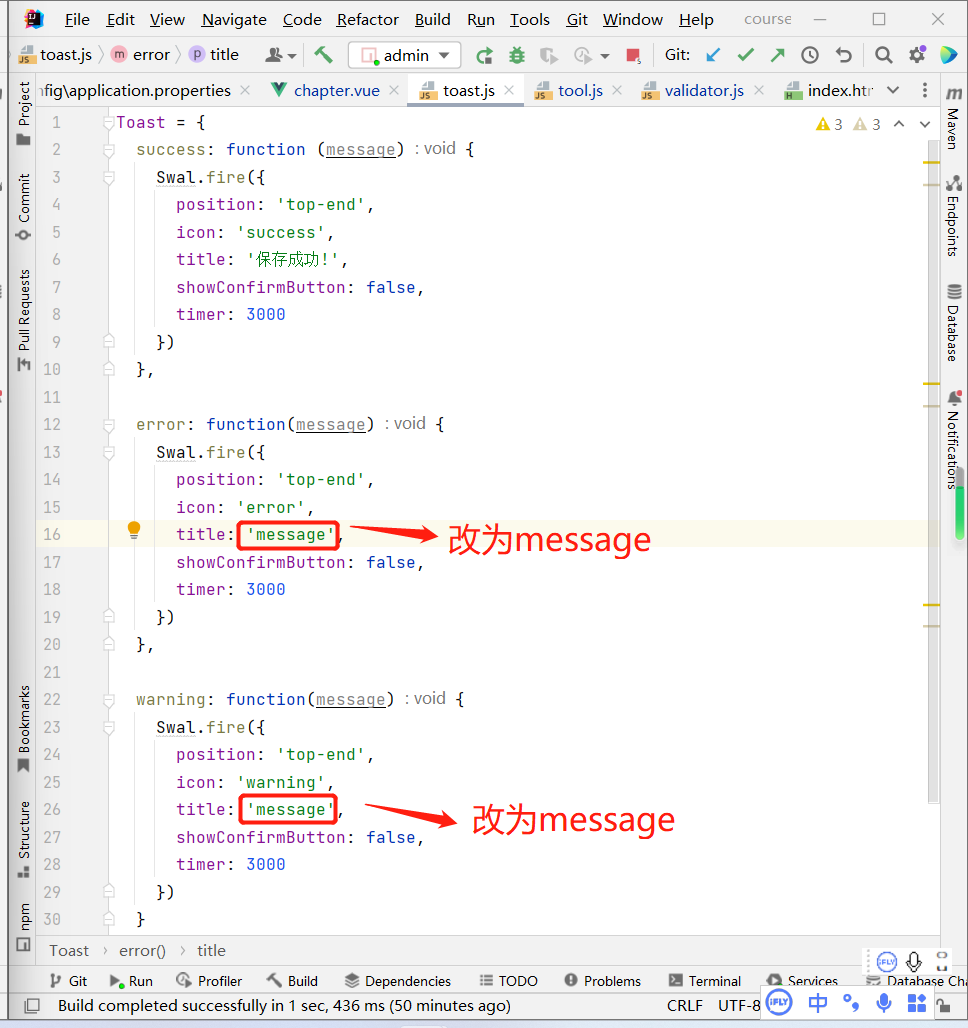 File Edit View Navigate Code Refactor Build Run Tools Git Window Help course
toast.js error title admin Git:
nfig\application.properties chapter.vue toast.js tool.js validator.js index.htm
Project
Commit
Pull Requests
Bookmarks
Structure
npm
Maven
Endpoints
Database
Notifications
3 3
1 Toast = {
2 success: function (message) :void {
3 Swal.fire({
4 position: 'top-end',
5 icon: 'success',
6 title: '保存成功!',
7 showConfirmButton: false,
8 timer: 3000
9 })
10 },
11
12 error: function(message) :void {
13 Swal.fire({
14 position: 'top-end',
15 icon: 'error',
16 title: 'message', 改为message
17 showConfirmButton: false,
18 timer: 3000
19 })
20 },
21
22 warning: function(message) :void {
23 Swal.fire({
24 position: 'top-end',
25 icon: 'warning',
26 title: 'message', 改为message
27 showConfirmButton: false,
28 timer: 3000
29 })
30 }
Toast error() title
Git Run Profiler Build Dependencies TODO Problems Terminal Services Database Cha
Build completed successfully in 1 sec, 436 ms (50 minutes ago) CRLF UTF-8
iFLY 中